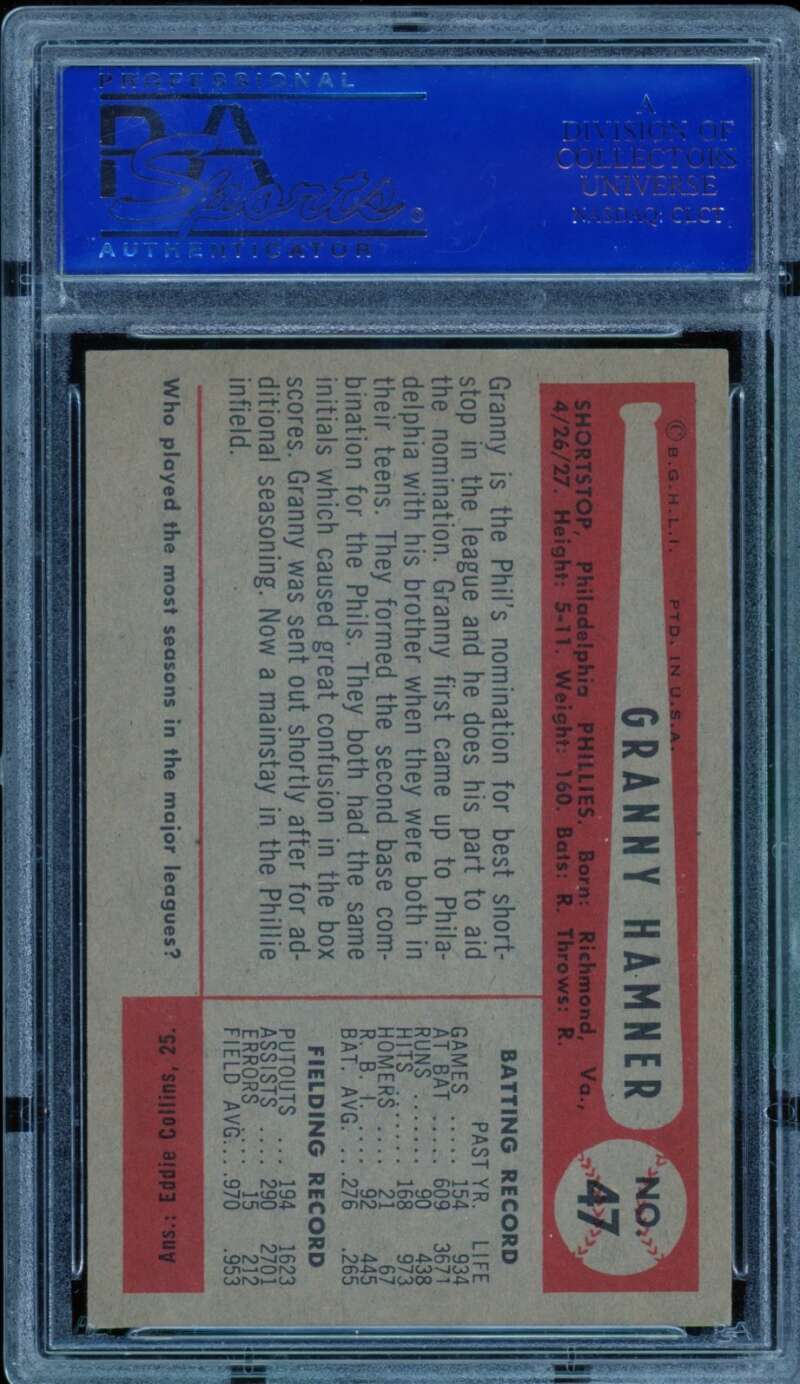 PROFESSIONAL
PSA
Sports®
AUTHENTICATOR
A
DIVISION OF
COLLECTORS
UNIVERSE
NASDAQ: CLCT
© B.G.H.L.I. PTD. IN U.S.A.
GRANNY HAMNER
NO.
47
SHORTSTOP, Philadelphia PHILLIES. Born: Richmond, Va.,
4/26/27. Height: 5-11. Weight: 160. Bats: R. Throws: R.
Granny is the Phil's nomination for best short-
stop in the league and he does his part to aid
the nomination. Granny first came up to Phila-
delphia with his brother when they were both in
their teens. They formed the second base com-
bination for the Phils. They both had the same
initials which caused great confusion in the box
scores. Granny was sent out shortly after for ad-
ditional seasoning. Now a mainstay in the Phillie
infield.
BATTING RECORD
PAST YR. LIFE
GAMES ..... 154 934
AT BAT ..... 609 3671
RUNS ...... 90 438
HITS ...... 168 973
HOMERS .... 21 67
R. B. I. .... 92 445
BAT. AVG. ... .276 .265
FIELDING RECORD
PUTOUTS ... 194 1623
ASSISTS .... 290 2701
ERRORS .... 15 212
FIELD AVG... .970 .953
Who played the most seasons in the major leagues?
Ans.: Eddie Collins, 25.